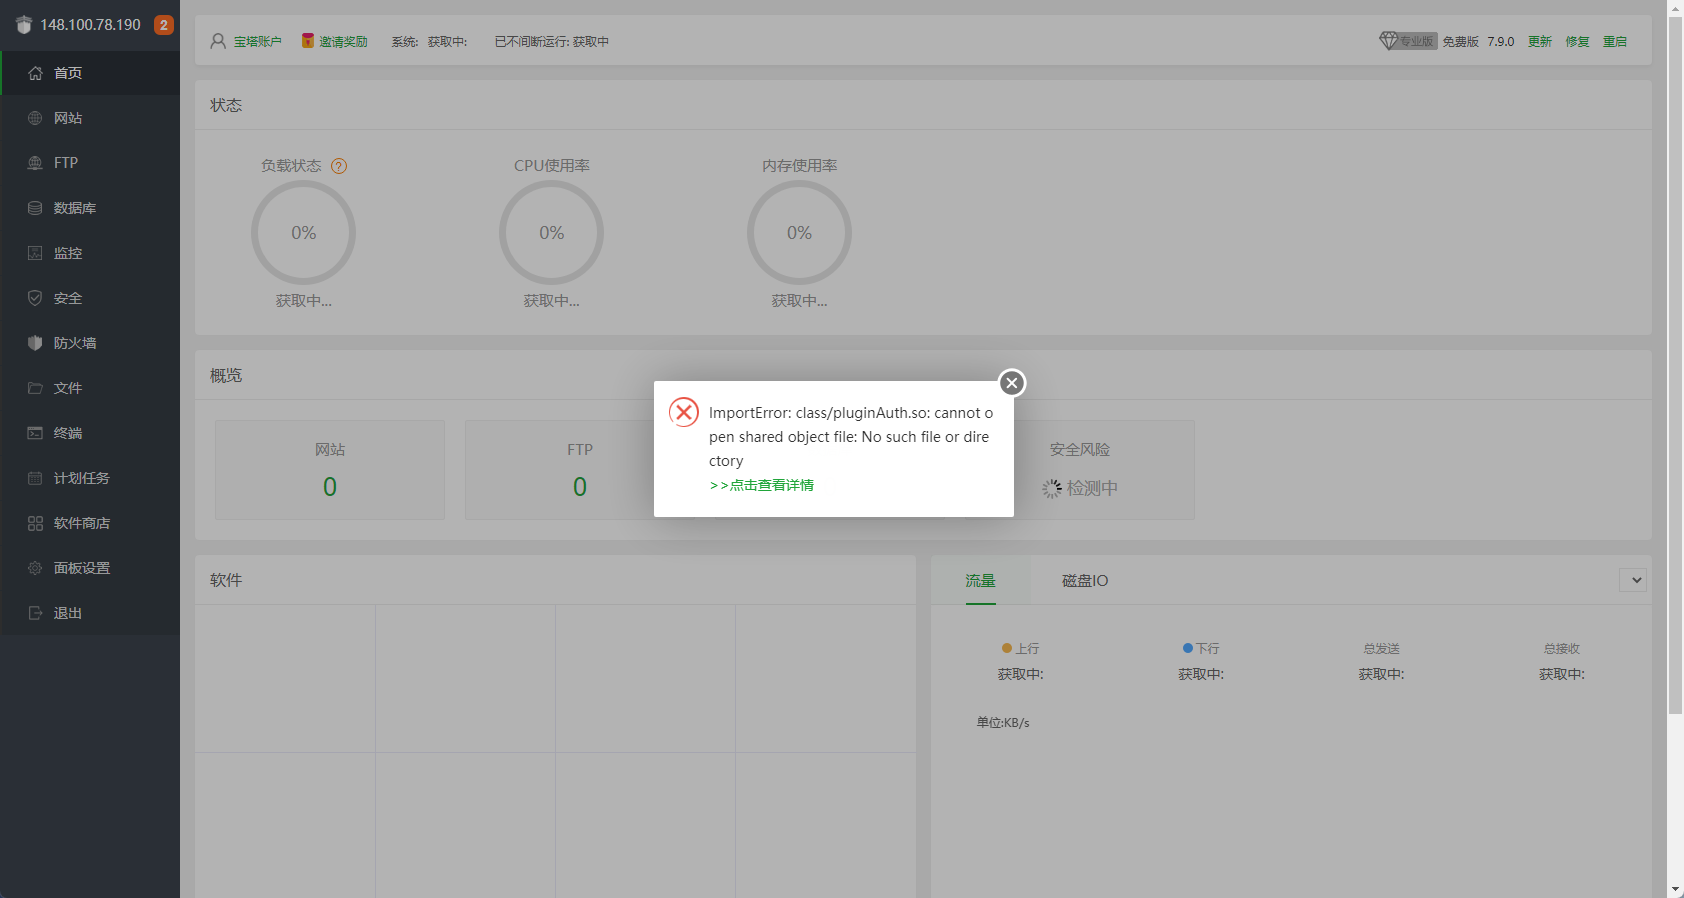 148.100.78.190 2
首页
网站
FTP
数据库
监控
安全
防火墙
文件
终端
计划任务
软件商店
面板设置
退出
宝塔账户 邀请奖励 系统: 获取中: 已不间断运行: 获取中
专业版 免费版 7.9.0 更新 修复 重启
状态
负载状态 ? CPU使用率 内存使用率
0% 0% 0%
获取中... 获取中... 获取中...
概览
网站 FTP 安全风险
0 0 检测中
ImportError: class/pluginAuth.so: cannot o
pen shared object file: No such file or dire
ctory
>>点击查看详情
软件
流量 磁盘IO
上行 下行 总发送 总接收
获取中: 获取中: 获取中: 获取中:
单位:KB/s